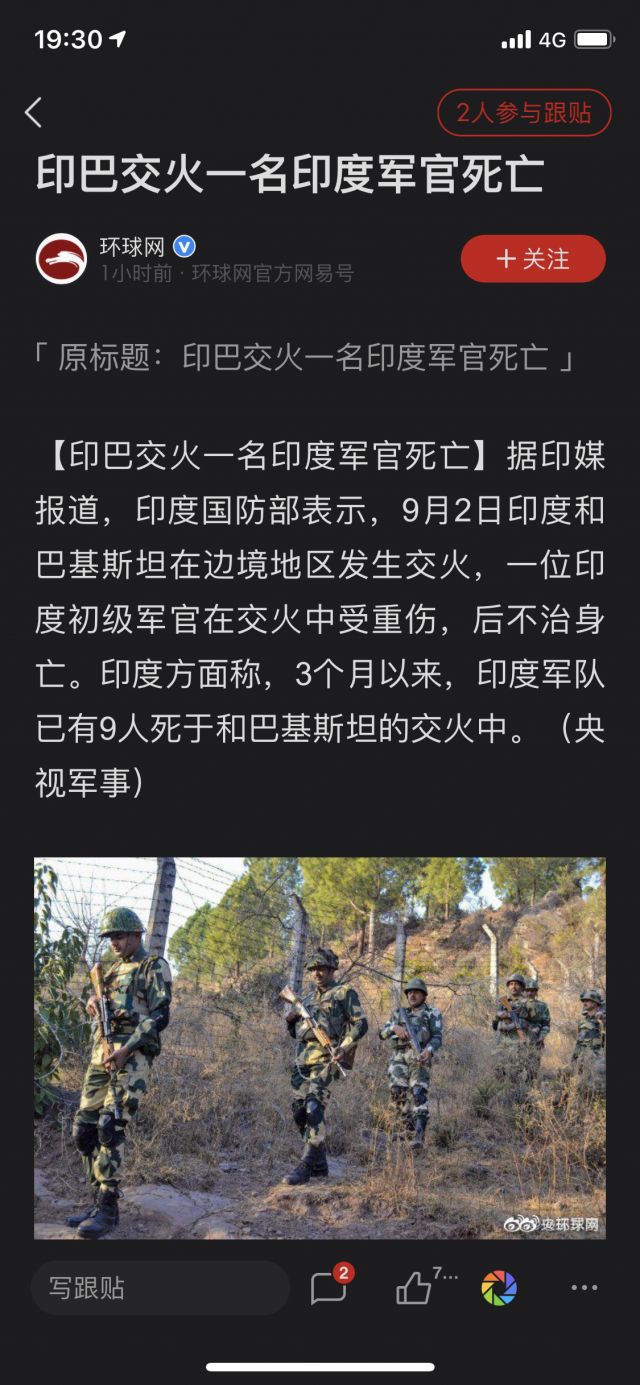 19:30
4G
2人参与跟贴
印巴交火一名印度军官死亡
环球网
1小时前 · 环球网官方网易号
+关注
「 原标题：印巴交火一名印度军官死亡 」
【印巴交火一名印度军官死亡】据印媒
报道，印度国防部表示，9月2日印度和
巴基斯坦在边境地区发生交火，一位印
度初级军官在交火中受重伤，后不治身
亡。印度方面称，3个月以来，印度军队
已有9人死于和巴基斯坦的交火中。（央
视军事）
写跟贴
2
7...